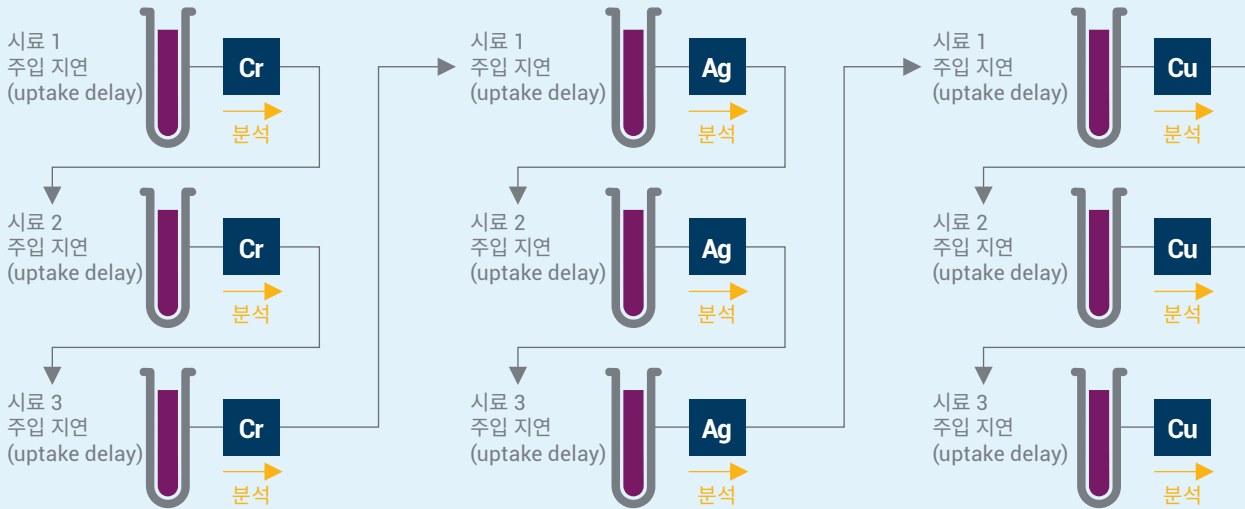 시료 1
주입 지연
(uptake delay)
Cr
분석
시료 2
주입 지연
(uptake delay)
Cr
분석
시료 3
주입 지연
(uptake delay)
Cr
분석
시료 1
주입 지연
(uptake delay)
Ag
분석
시료 2
주입 지연
(uptake delay)
Ag
분석
시료 3
주입 지연
(uptake delay)
Ag
분석
시료 1
주입 지연
(uptake delay)
Cu
분석
시료 2
주입 지연
(uptake delay)
Cu
분석
시료 3
주입 지연
(uptake delay)
Cu
분석